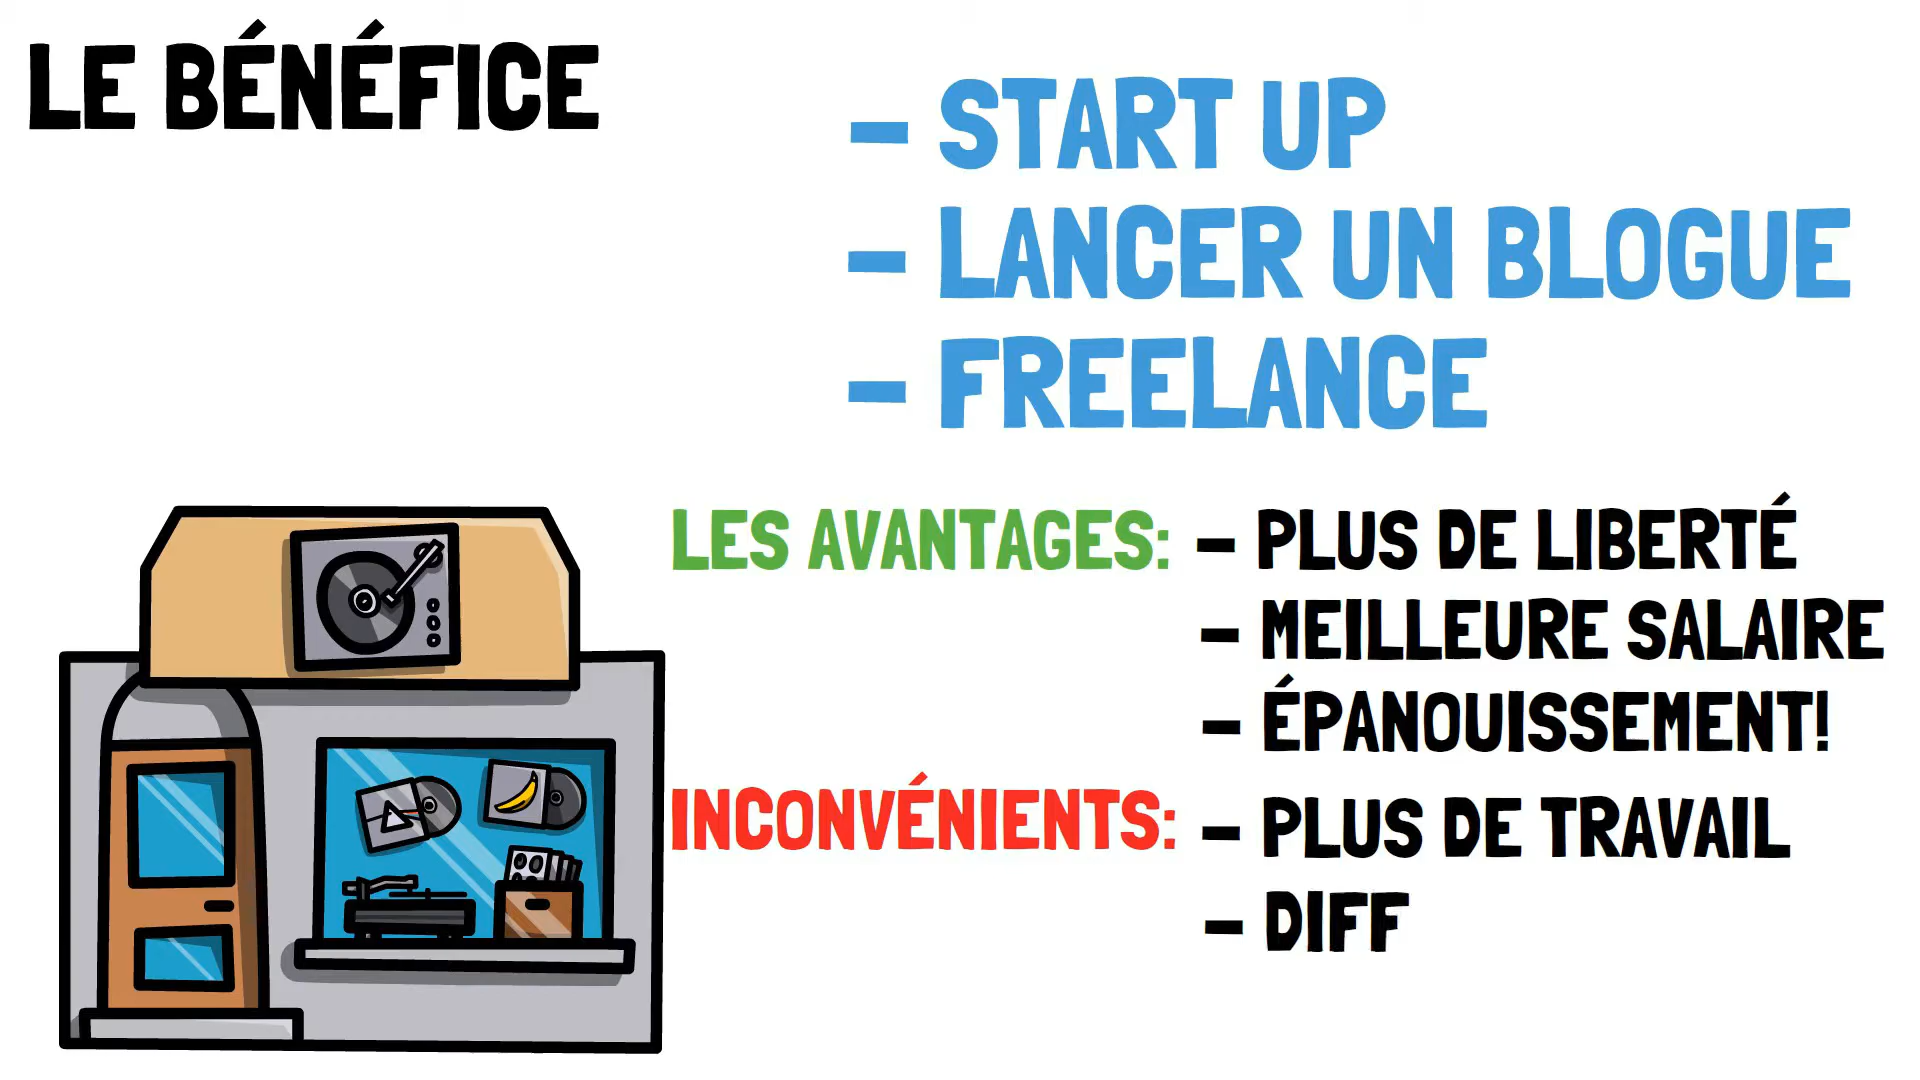 LE BÉNÉFICE
- START UP
- LANCER UN BLOGUE
- FREELANCE
LES AVANTAGES: - PLUS DE LIBERTÉ
- MEILLEURE SALAIRE
- ÉPANOUISSEMENT!
INCONVÉNIENTS: - PLUS DE TRAVAIL
- DIFF